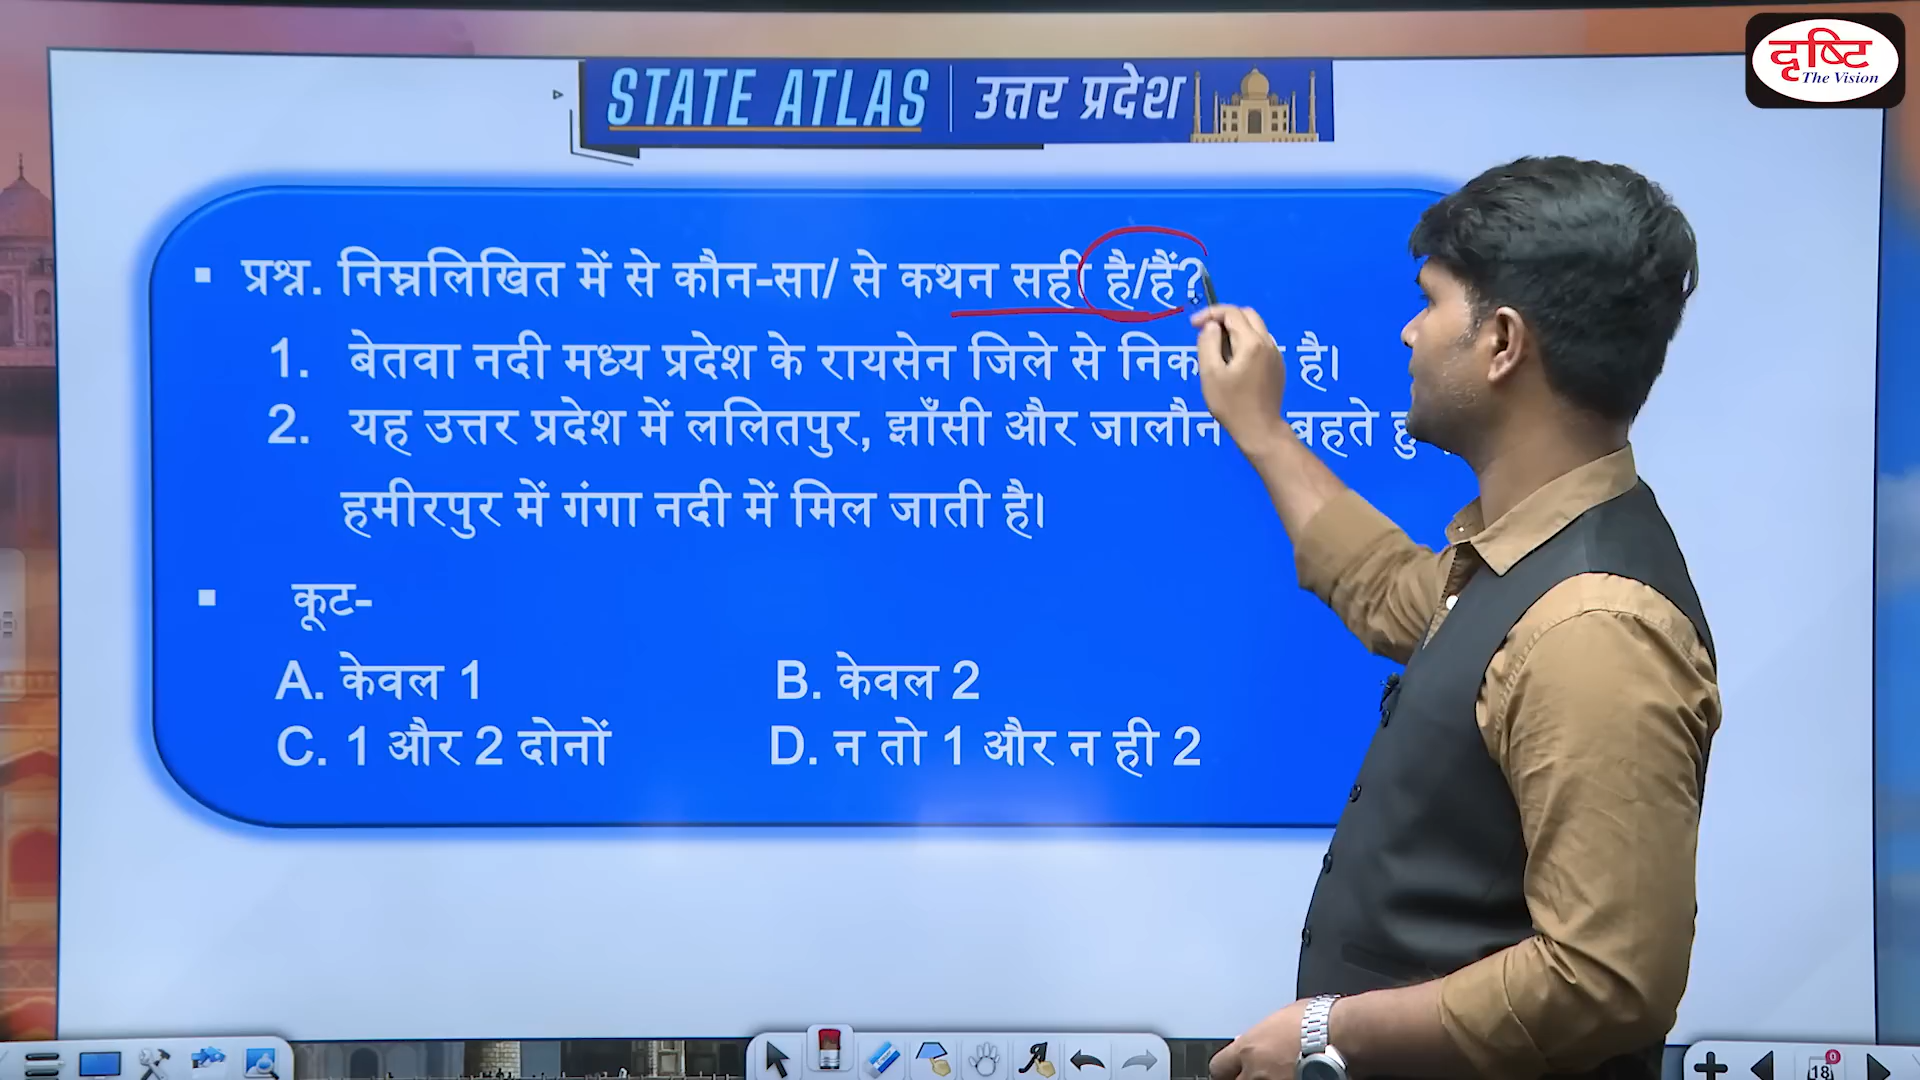 दृष्टि
The Vision
STATE ATLAS उत्तर प्रदेश
प्रश्न. निम्नलिखित में से कौन-सा/ से कथन सही है/हैं?
1. बेतवा नदी मध्य प्रदेश के रायसेन जिले से है।
2. यह उत्तर प्रदेश में ललितपुर, झाँसी और जालौन बहते
हमीरपुर में गंगा नदी में मिल जाती है।
कूट-
A. केवल 1 B. केवल 2
C. 1 और 2 दोनों D. न तो 1 और न ही 2
0
18